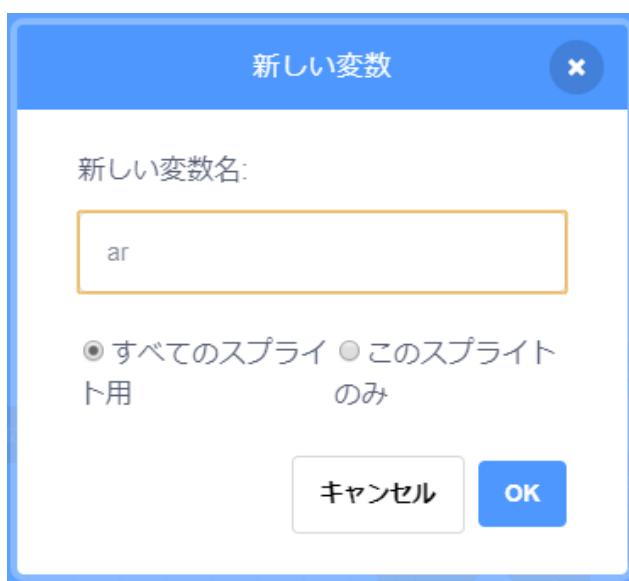 新しい変数
新しい変数名:
ar
すべてのスプライ
ト用
このスプライト
のみ
キャンセル
OK